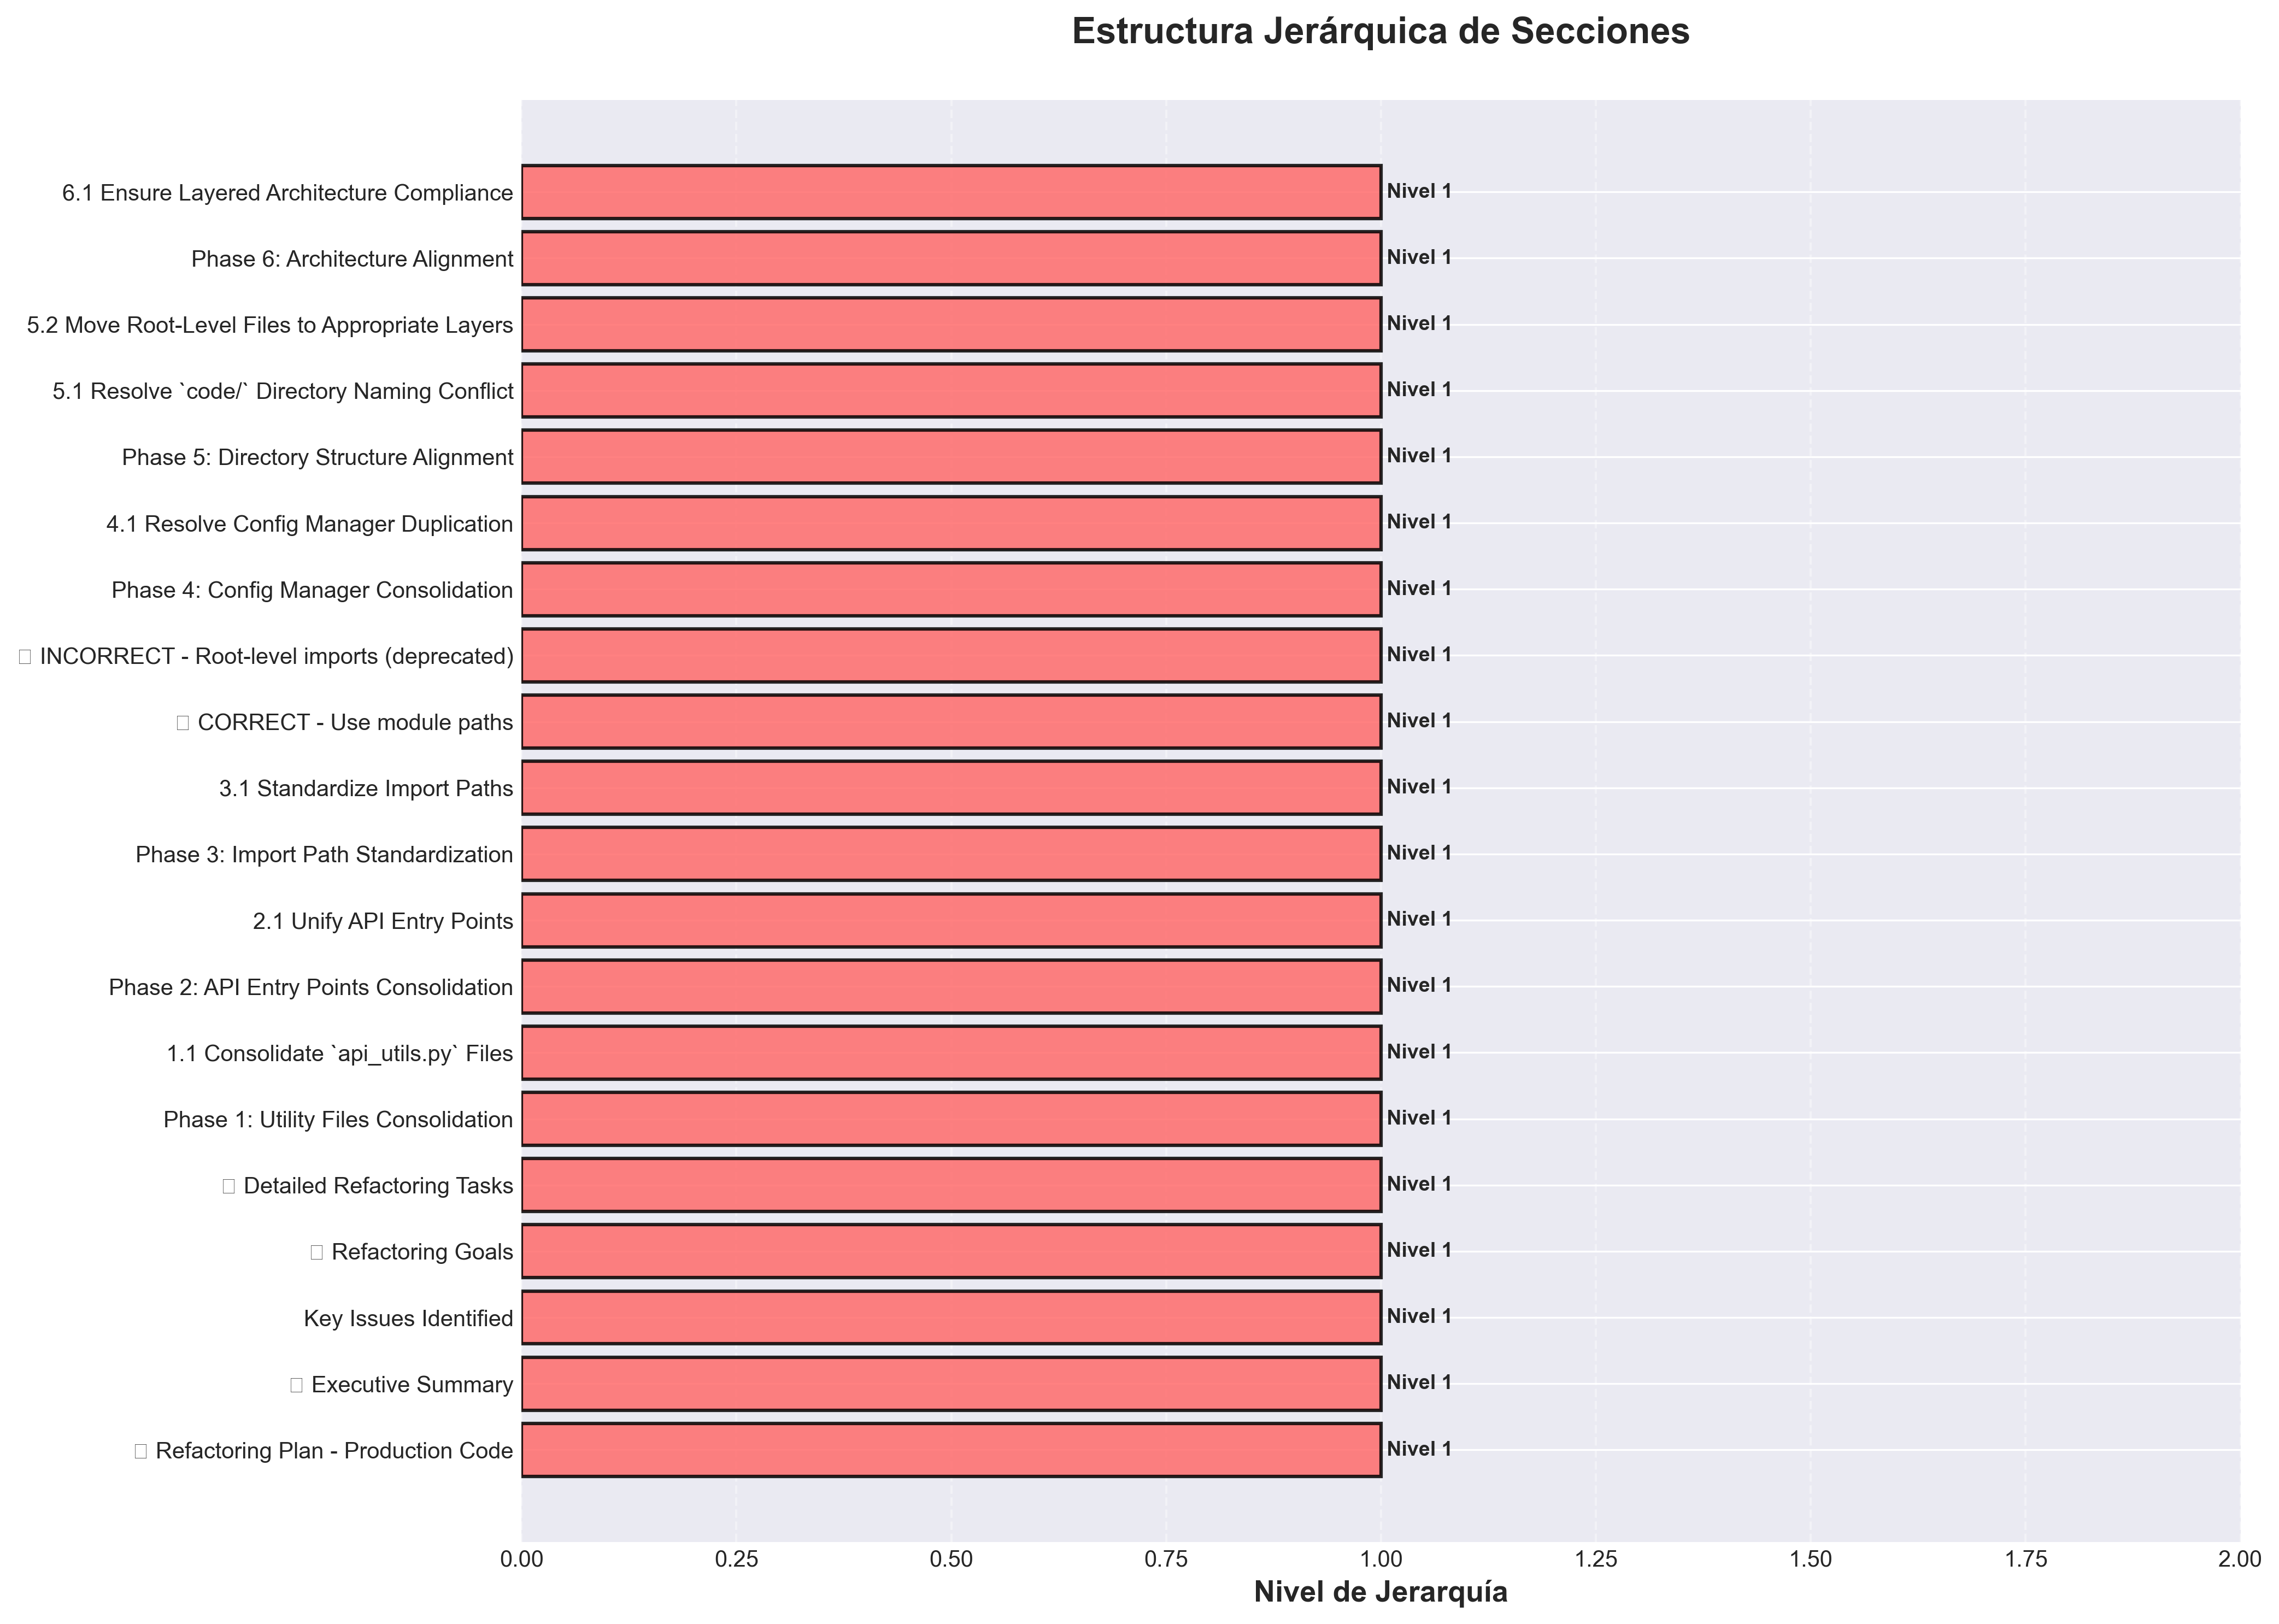 Estructura Jerárquica de Secciones
6.1 Ensure Layered Architecture Compliance Nivel 1
Phase 6: Architecture Alignment Nivel 1
5.2 Move Root-Level Files to Appropriate Layers Nivel 1
5.1 Resolve `code/` Directory Naming Conflict Nivel 1
Phase 5: Directory Structure Alignment Nivel 1
4.1 Resolve Config Manager Duplication Nivel 1
Phase 4: Config Manager Consolidation Nivel 1
INCORRECT - Root-level imports (deprecated) Nivel 1
CORRECT - Use module paths Nivel 1
3.1 Standardize Import Paths Nivel 1
Phase 3: Import Path Standardization Nivel 1
2.1 Unify API Entry Points Nivel 1
Phase 2: API Entry Points Consolidation Nivel 1
1.1 Consolidate `api_utils.py` Files Nivel 1
Phase 1: Utility Files Consolidation Nivel 1
Detailed Refactoring Tasks Nivel 1
Refactoring Goals Nivel 1
Key Issues Identified Nivel 1
Executive Summary Nivel 1
Refactoring Plan - Production Code Nivel 1
0.00 0.25 0.50 0.75 1.00 1.25 1.50 1.75 2.00
Nivel de Jerarquía